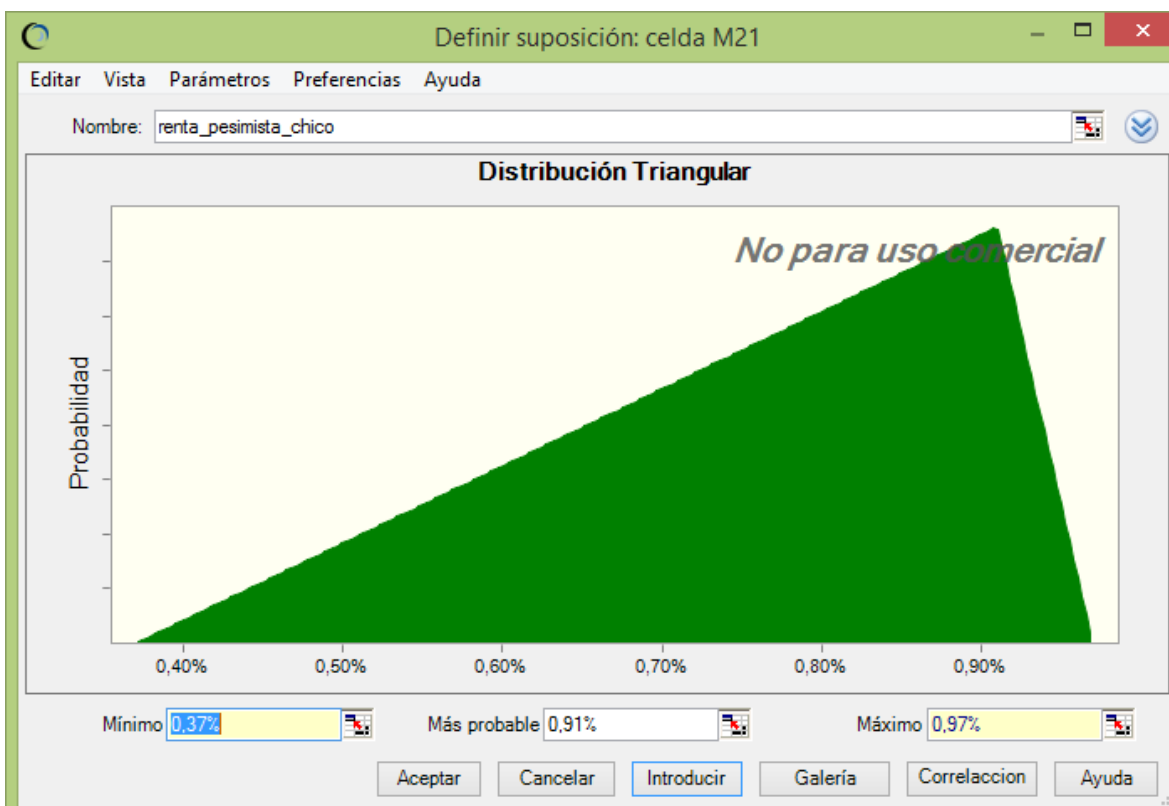 Definir suposición: celda M21
Editar Vista Parámetros Preferencias Ayuda
Nombre: renta_pesimista_chico
Distribución Triangular
No para uso comercial
Probabilidad
0,40% 0,50% 0,60% 0,70% 0,80% 0,90%
Mínimo 0,37% Más probable 0,91% Máximo 0,97%
Aceptar Cancelar Introducir Galería Correlaccion Ayuda